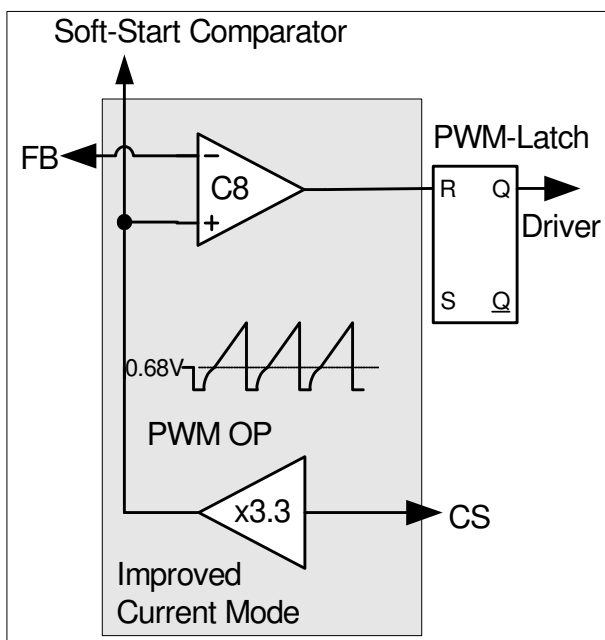 Soft-Start Comparator
FB
PWM-Latch
−
C8
+
R Q
Driver
S Q
0.68V
PWM OP
x3.3
CS
Improved
Current Mode